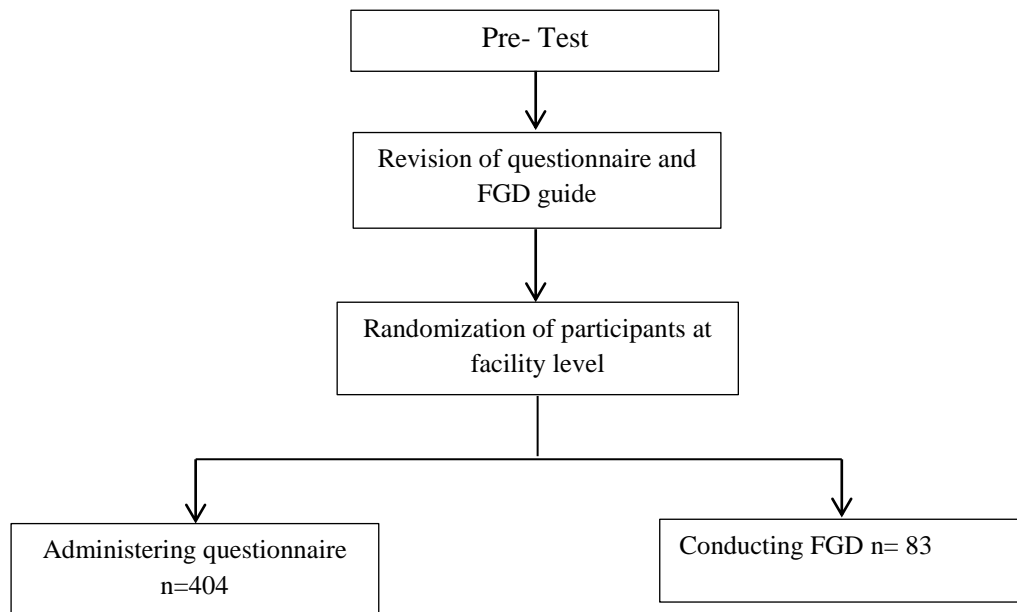 Pre- Test
Revision of questionnaire and
FGD guide
Randomization of participants at
facility level
Administering questionnaire
n=404
Conducting FGD n= 83